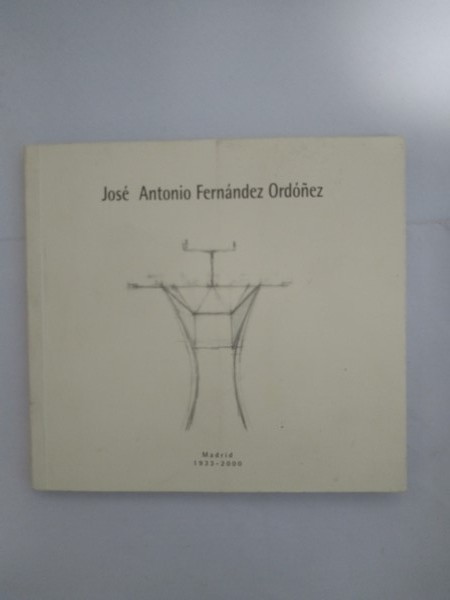 José Antonio Fernández Ordóñez
Madrid
1933-2000